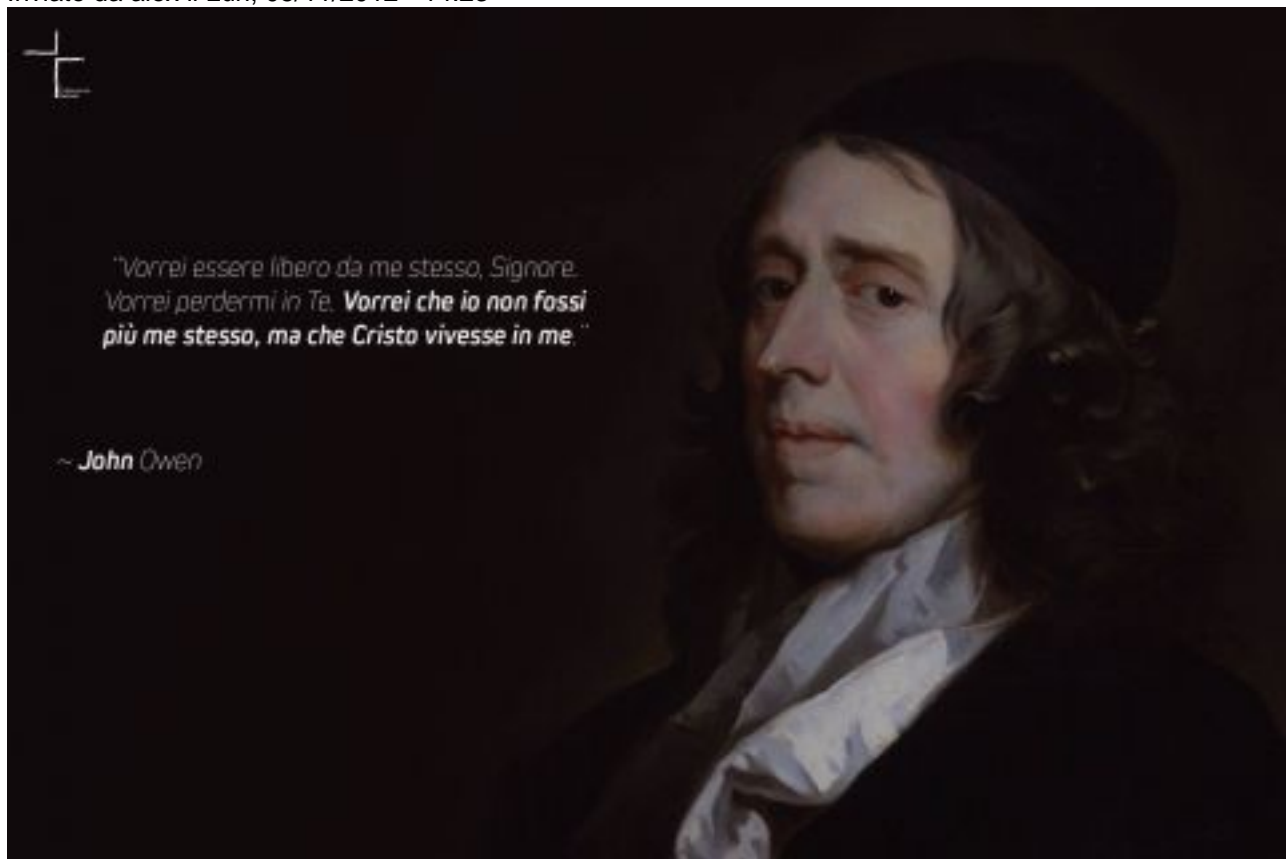 "Vorrei essere libero da me stesso, Signore.
Vorrei perdermi in Te. Vorrei che io non fossi
più me stesso, ma che Cristo vivesse in me."
~ John Owen